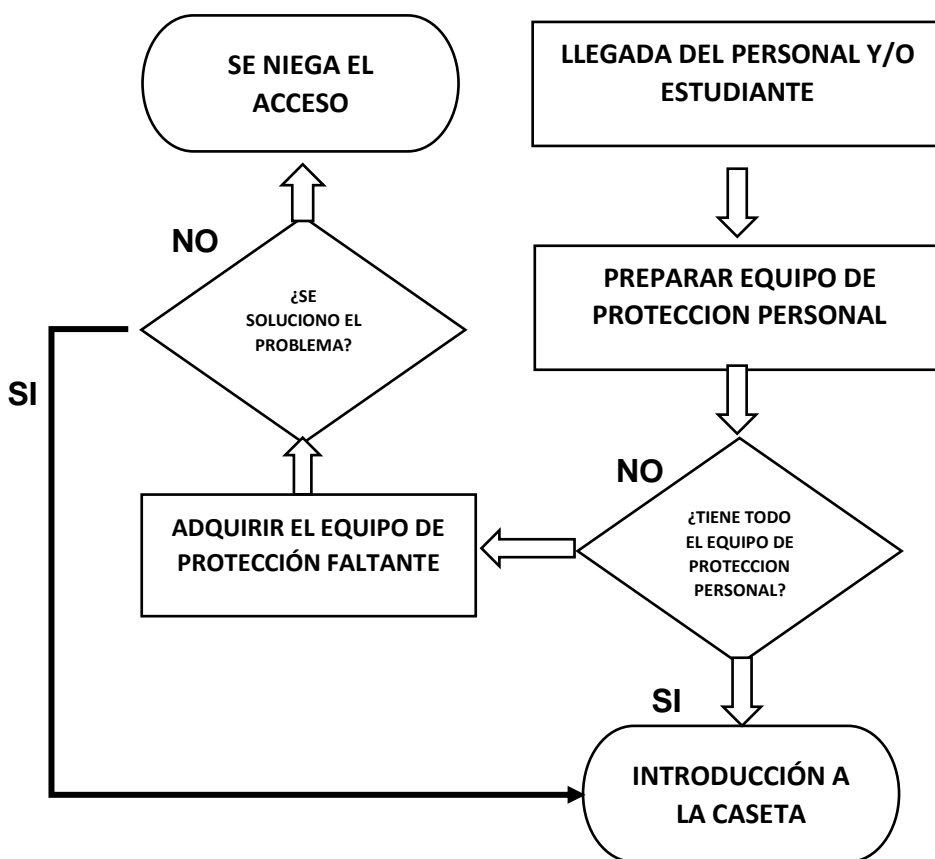 SE NIEGA EL
ACCESO
LLEGADA DEL PERSONAL Y/O
ESTUDIANTE
NO
¿SE
SOLUCIONO EL
PROBLEMA?
PREPARAR EQUIPO DE
PROTECCION PERSONAL
SI
NO
ADQUIRIR EL EQUIPO DE
PROTECCIÓN FALTANTE
¿TIENE TODO
EL EQUIPO DE
PROTECCION
PERSONAL?
SI
INTRODUCCIÓN A
LA CASETA